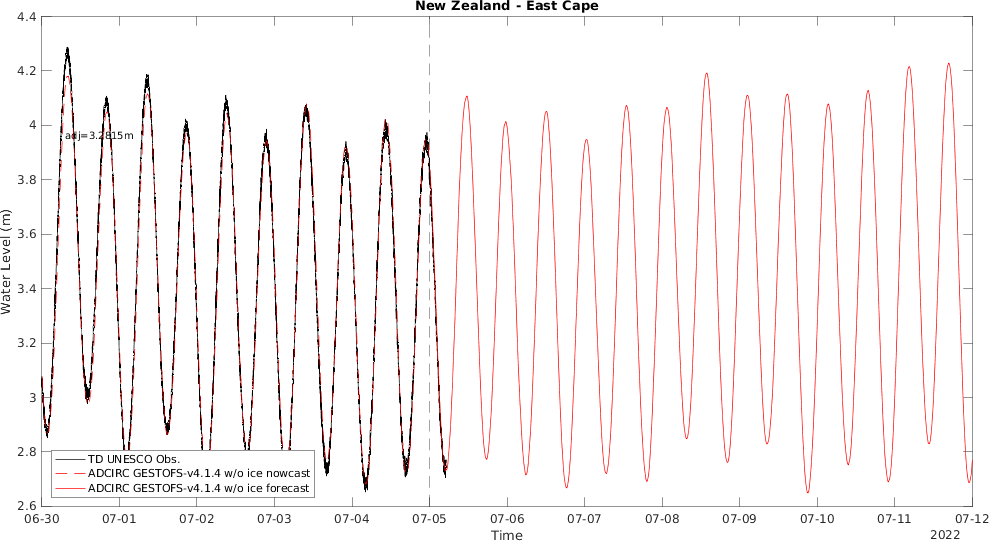 New Zealand - East Cape
4.4
4.2
4
3.8
3.6
3.4
3.2
3
2.8
2.6
Water Level (m)
adj=3.2815m
TD UNESCO Obs.
ADCIRC GESTOFS-v4.1.4 w/o ice nowcast
ADCIRC GESTOFS-v4.1.4 w/o ice forecast
06-30 07-01 07-02 07-03 07-04 07-05 07-06 07-07 07-08 07-09 07-10 07-11 07-12
Time
2022